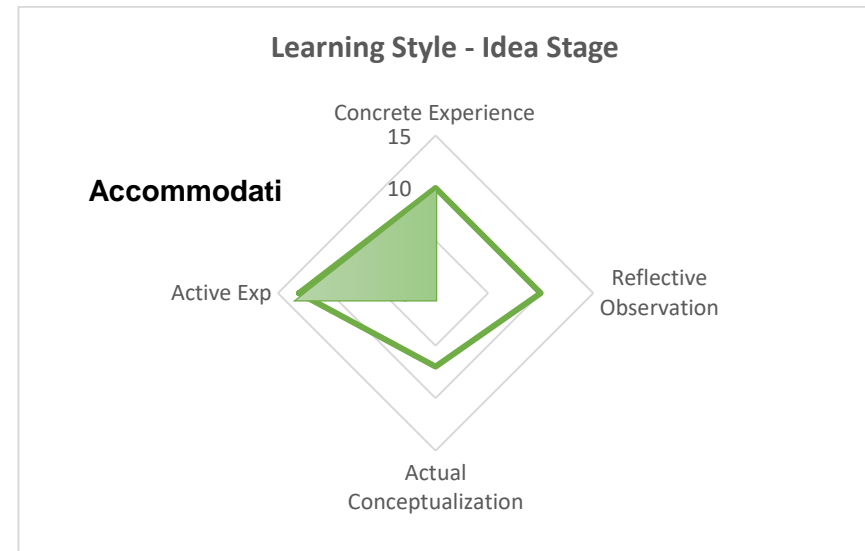 Learning Style - Idea Stage
Concrete Experience
15
Accommodati
10
Active Exp
Reflective
Observation
Actual
Conceptualization